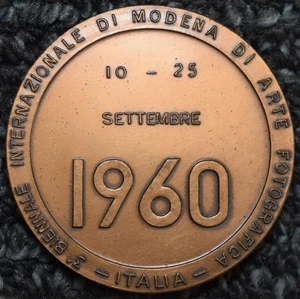 3ª BIENNALE INTERNAZIONALE DI MODENA DI ARTE FOTOGRAFICA
— ITALIA —
10 - 25
SETTEMBRE
1960